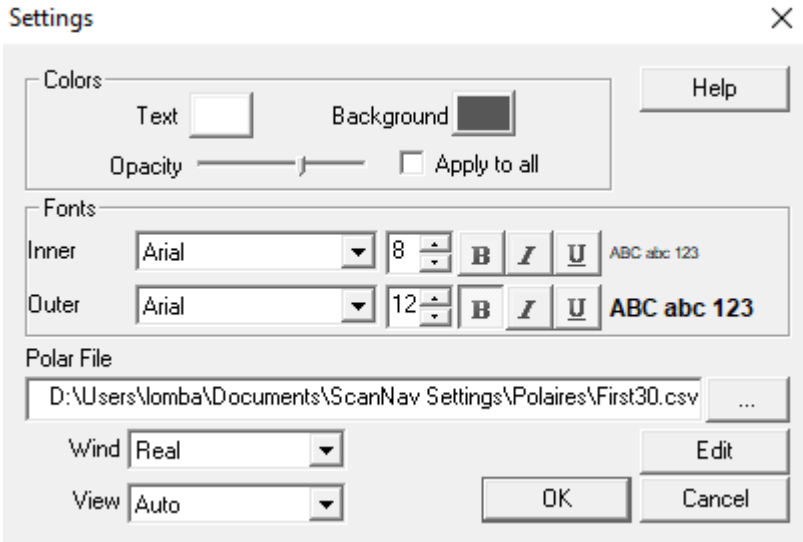 Settings
Colors
Help
Text
Background
Opacity
Apply to all
Fonts
Inner Arial 8 B I U ABC abc 123
Outer Arial 12 B I U ABC abc 123
Polar File
D:\Users\lomba\Documents\ScanNav Settings\Polaires\First30.csv ...
Wind Real Edit
View Auto OK Cancel